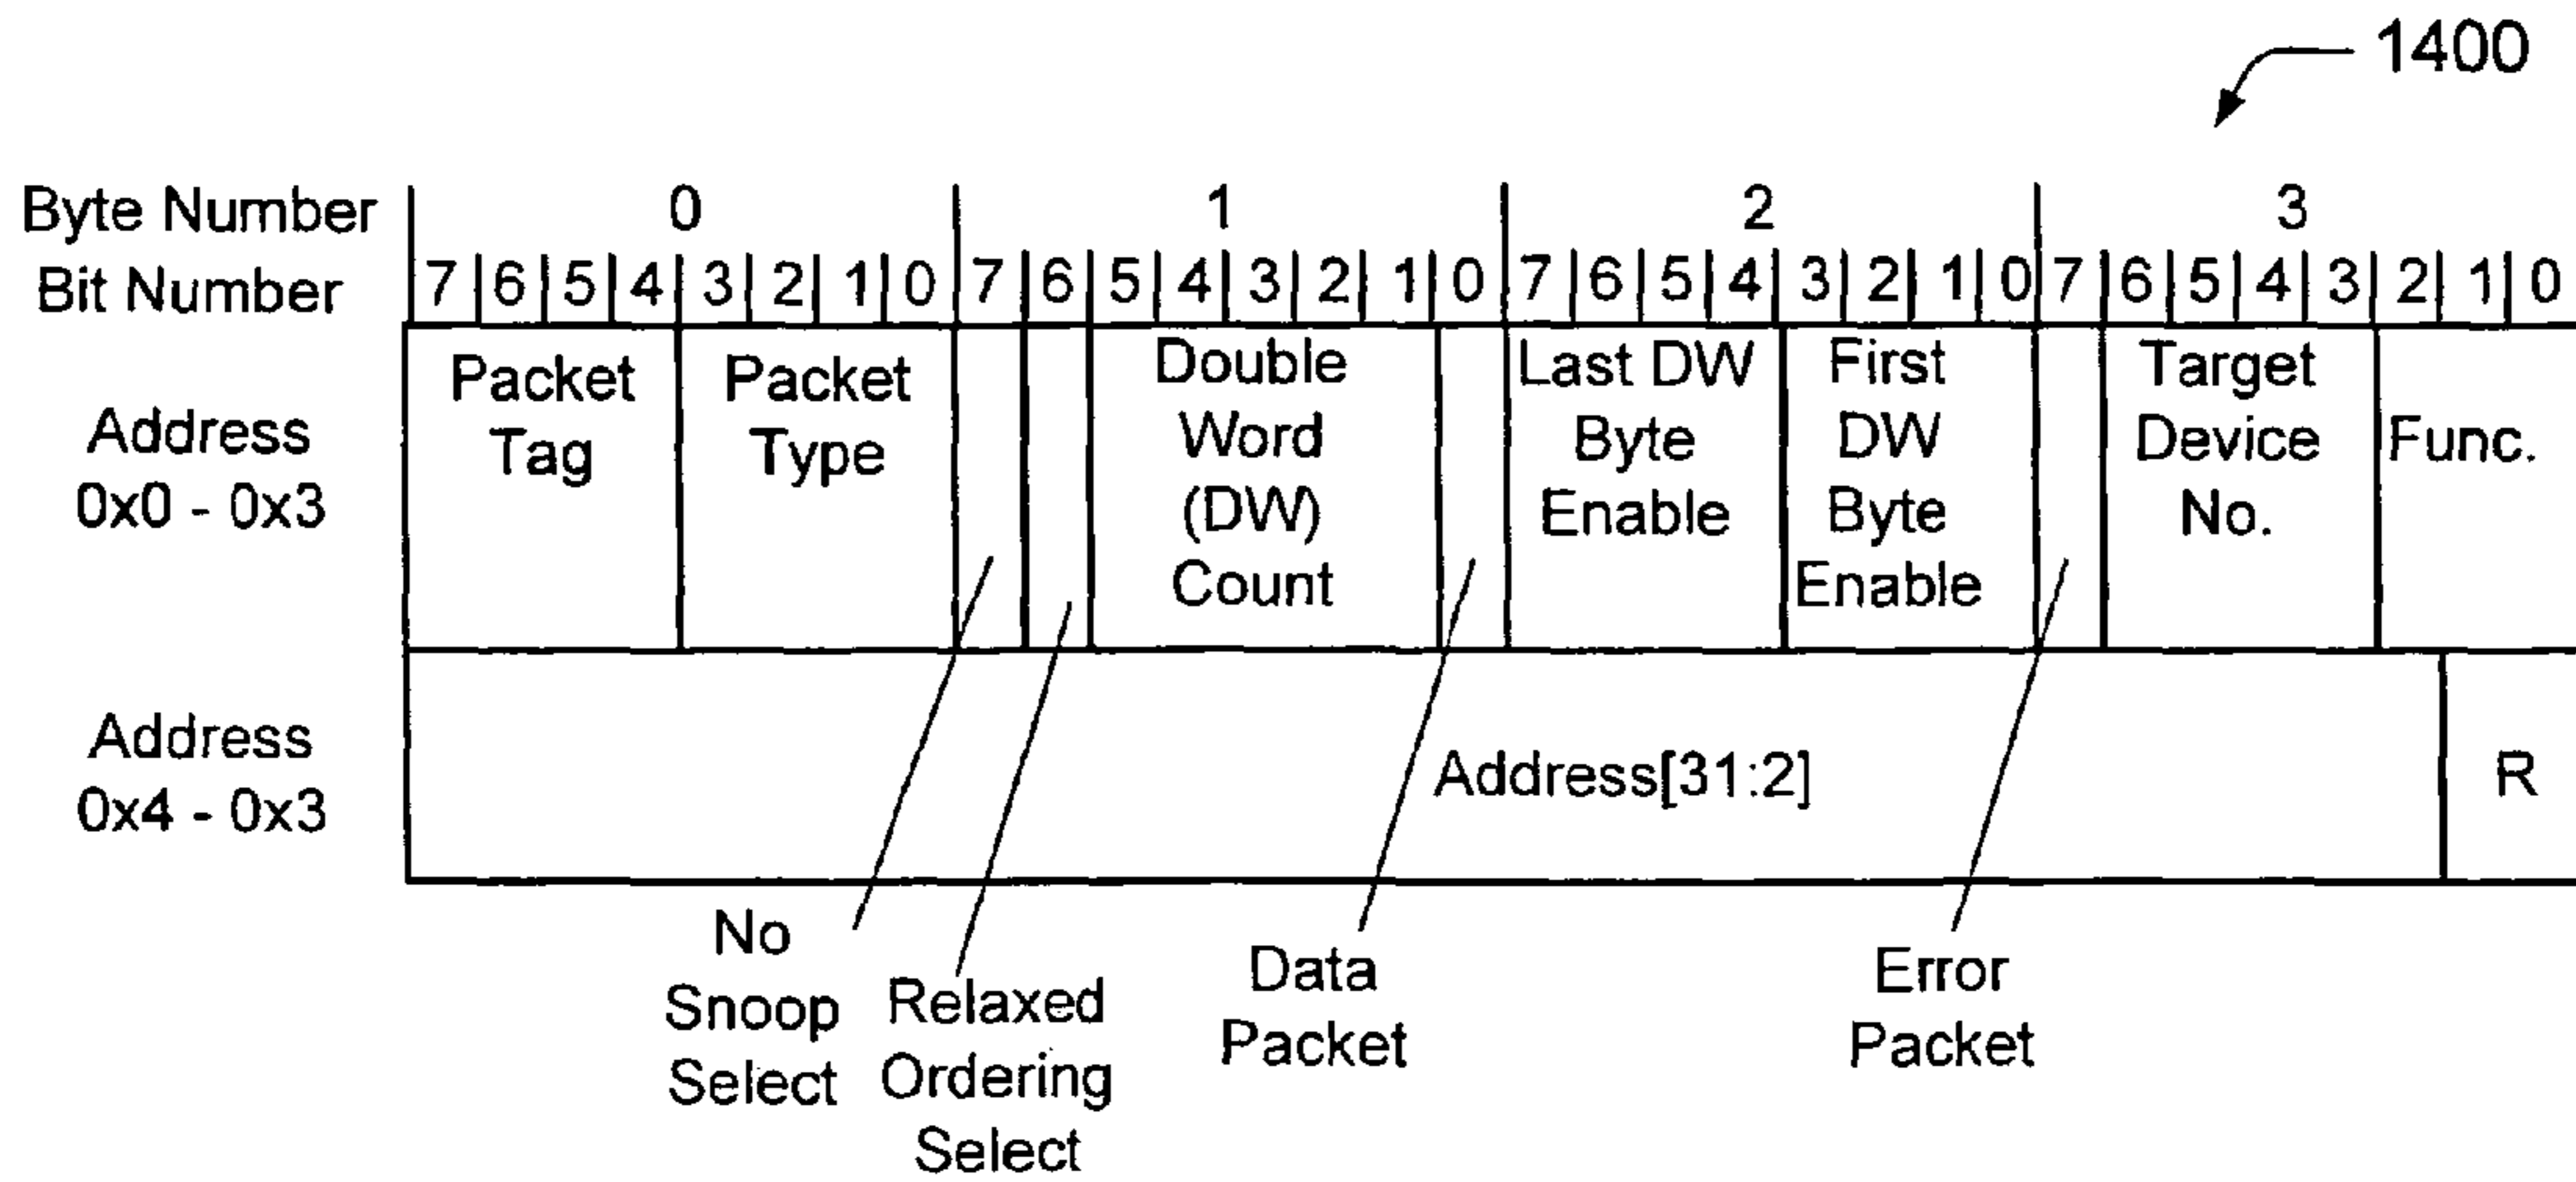 1400
Byte Number 0 1 2 3
Bit Number 7 6 5 4 3 2 1 0 7 6 5 4 3 2 1 0 7 6 5 4 3 2 1 0 7 6 5 4 3 2 1 0
Address
0x0 - 0x3
Packet
Tag
Packet
Type
Double
Word
(DW)
Count
Last DW
Byte
Enable
First
DW
Byte
Enable
Target
Device
No.
Func.
Address
0x4 - 0x3
Address[31:2]
R
No
Snoop
Select
Relaxed
Ordering
Select
Data
Packet
Error
Packet